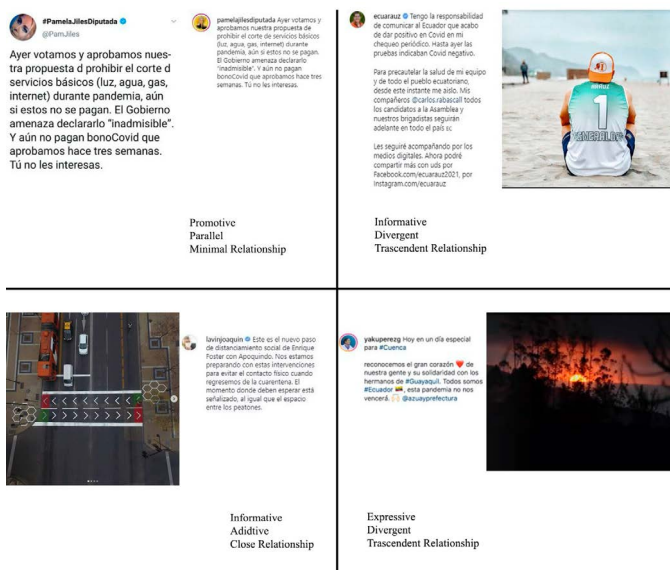 #PamelaJilesDiputada
@PamJiles
Ayer votamos y aprobamos nues-
tra propuesta d prohibir el corte d
servicios básicos (luz, agua, gas,
internet) durante pandemia, aún
si estos no se pagan. El Gobierno
amenaza declararlo "inadmisible".
Y aún no pagan bonoCovid que
aprobamos hace tres semanas.
Tú no les interesas.
pamelajilesdiputada Ayer votamos y
aprobamos nuestra propuesta de
prohibir el corte de servicios básicos
(luz, agua, gas, internet) durante
pandemia, aún si estos no se pagan.
El Gobierno amenaza declararlo
"inadmisible". Y aún no pagan
bonoCovid que aprobamos hace tres
semanas. Tú no les interesas.
Promotive
Parallel
Minimal Relationship
ecuarauz Tengo la responsabilidad
de comunicar al Ecuador que acabo
de dar positivo en Covid en mi
chequeo periódico. Hasta ayer las
pruebas indicaban Covid negativo.
Para precautelar la salud de mi equipo
y de todo el pueblo ecuatoriano,
desde este instante me aislo. Mis
compañeros @carlos.rabascall todos
los candidatos a la Asamblea y
nuestros brigadistas seguirán
adelante en todo el país
Les seguiré acompañando por los
medios digitales. Ahora podré
compartir más con uds por
Facebook.com/ecuarauz2021, por
Instagram.com/ecuarauz
ARAUZ
1
ESMERALDAS
Informative
Divergent
Trascendent Relationship
lavinjoaquin Este es el nuevo paso
de distanciamiento social de Enrique
Foster con Apoquindo. Nos estamos
preparando con estas intervenciones
para evitar el contacto físico cuando
regresemos de la cuarentena. El
momento donde deben esperar está
señalizado, al igual que el espacio
entre los peatones.
Informative
Adidtive
Close Relationship
yakuperezg Hoy en un día especial
para #Cuenca
reconocemos el gran corazón de
nuestra gente y su solidaridad con los
hermanos de #Guayaquil. Todos somos
#Ecuador, esta pandemia no nos
vencerá. @azuayprefectura
Expressive
Divergent
Trascendent Relationship